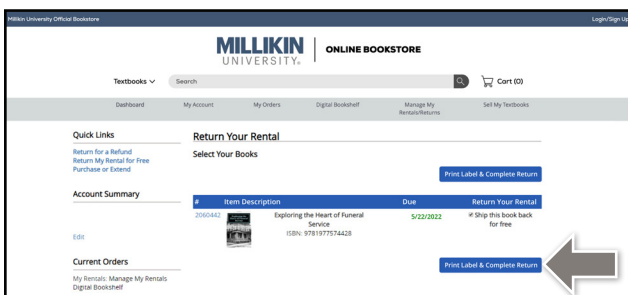 Millikin University Official Bookstore
Login/Sign Up
MILLIKIN
UNIVERSITY®
ONLINE BOOKSTORE
Textbooks
Search
Cart (0)
Dashboard
My Account
My Orders
Digital Bookshelf
Manage My
Rentals/Returns
Sell My Textbooks
Quick Links
Return for a Refund
Return My Rental for Free
Purchase or Extend
Account Summary
Edit
Current Orders
My Rentals: Manage My Rentals
Digital Bookshelf
Return Your Rental
Select Your Books
Print Label & Complete Return
# Item Description Due Return Your Rental
2060442
Exploring the Heart of Funeral
Service
ISBN: 9781977574428
5/22/2022
Ship this book back
for free
Print Label & Complete Return